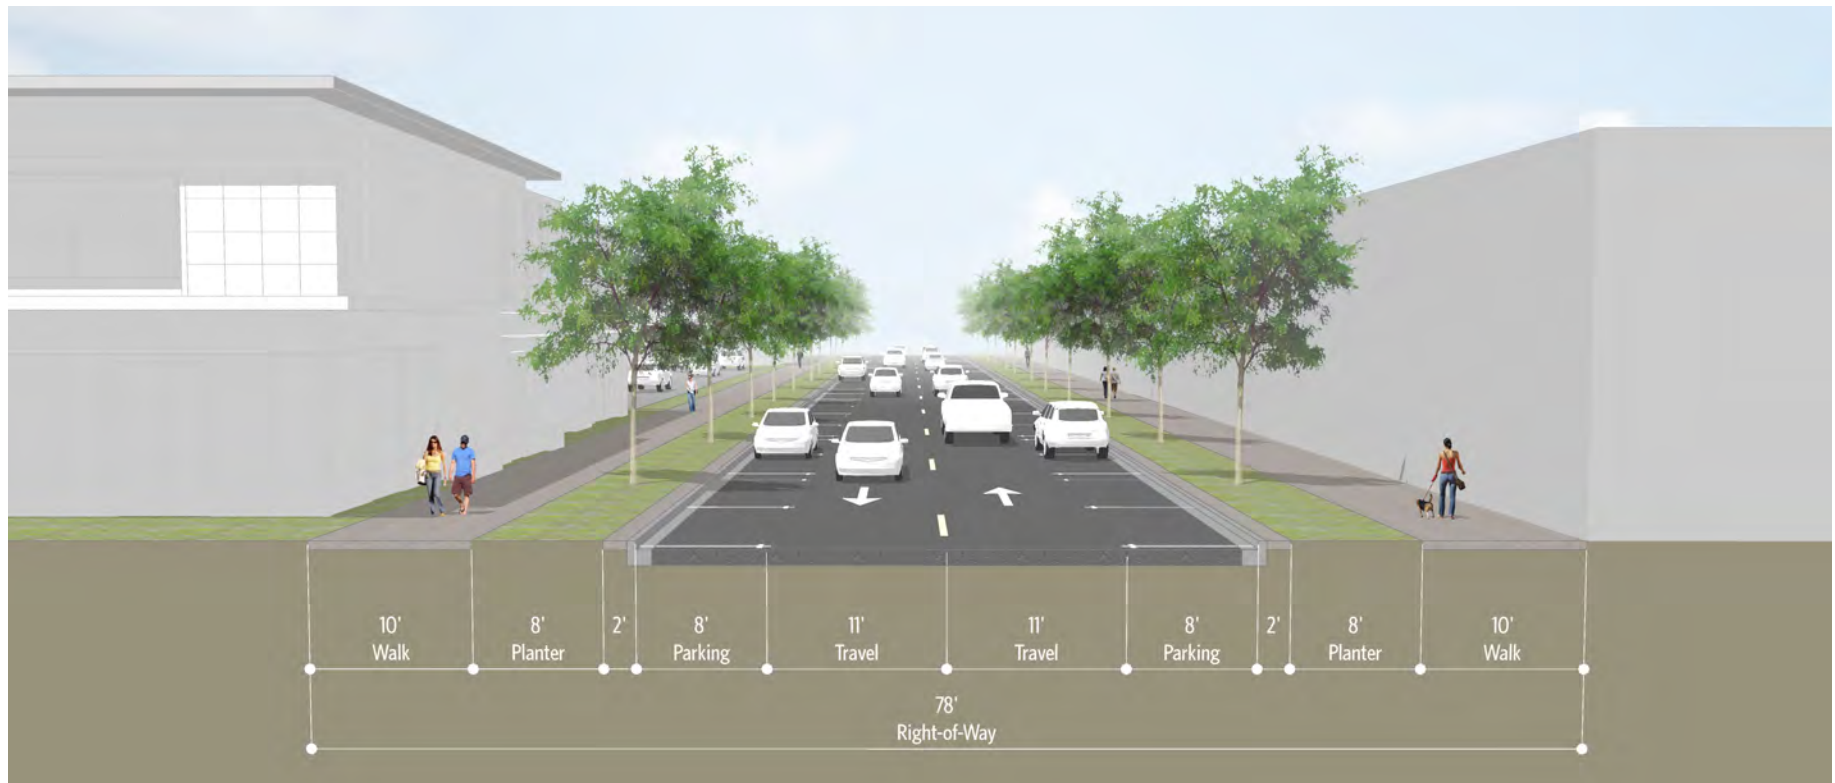 10'
Walk
8'
Planter
2'
8'
Parking
11'
Travel
11'
Travel
8'
Parking
2'
8'
Planter
10'
Walk
78'
Right-of-Way